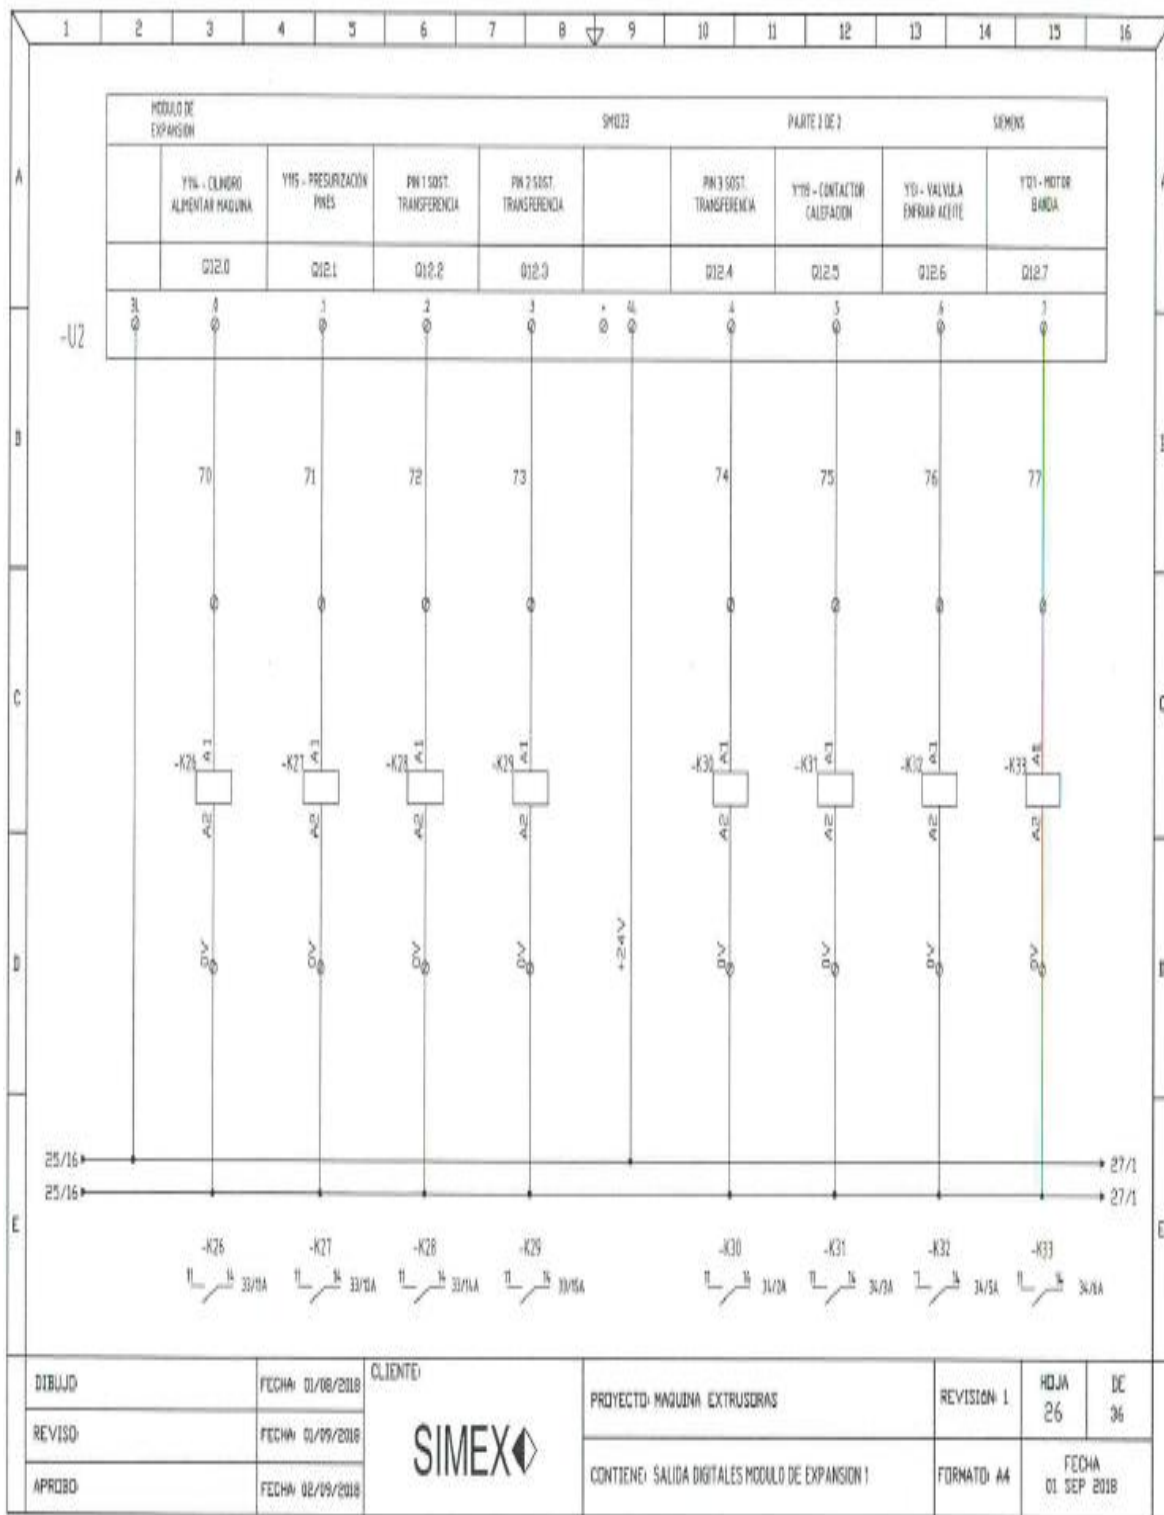 1 2 3 4 5 6 7 8 9 10 11 12 13 14 15 16
A
B
C
D
E
MODULO DE
EXPANSION
SM1223
PARTE 2 DE 2
SIEMENS
Y114 - CILINDRO
ALIMENTAR MAQUINA
Y115 - PRESURIZACIÓN
PINES
PIN 1 SOST.
TRANSFERENCIA
PIN 2 SOST.
TRANSFERENCIA
PIN 3 SOST.
TRANSFERENCIA
CONTACTOR
CALEFACION
VALVULA
ENFRIAR ACEITE
Y121 - MOTOR
BANDA
Q12.0 Q12.1 Q12.2 Q12.3 Q12.4 Q12.5 Q12.6 Q12.7
3L .0 .1 .2 .3 4L .4 .5 .6 .7
-U2
70 71 72 73 74 75 76 77
A1 A1 A1 A1 A1 A1 A1 A1
-K26 -K27 -K28 -K29 -K30 -K31 -K32 -K33
A2 A2 A2 A2 A2 A2 A2 A2
0V 0V 0V 0V +24V 0V 0V 0V 0V
25/16 27/1
25/16 27/1
-K26 -K27 -K28 -K29 -K30 -K31 -K32 -K33
11 14 11 14 11 14 33/14A 11 14 11 14 34/2A 11 14 34/3A 11 14 34/5A 11 14
DIBUJO:
FECHA: 01/08/2018
REVISO:
FECHA: 01/09/2018
APROBO:
FECHA: 02/09/2018
CLIENTE:
SIMEX
PROYECTO: MAQUINA EXTRUSORAS
CONTIENE: SALIDA DIGITALES MODULO DE EXPANSION 1
REVISION: 1
FORMATO: A4
HOJA
26
DE
36
FECHA
01 SEP 2018